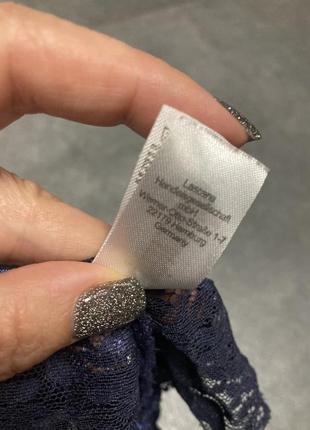 Lascana
Handelsgesellschaft
mbH
Werner-Otto-Straße 1-7
22179 Hamburg
Germany